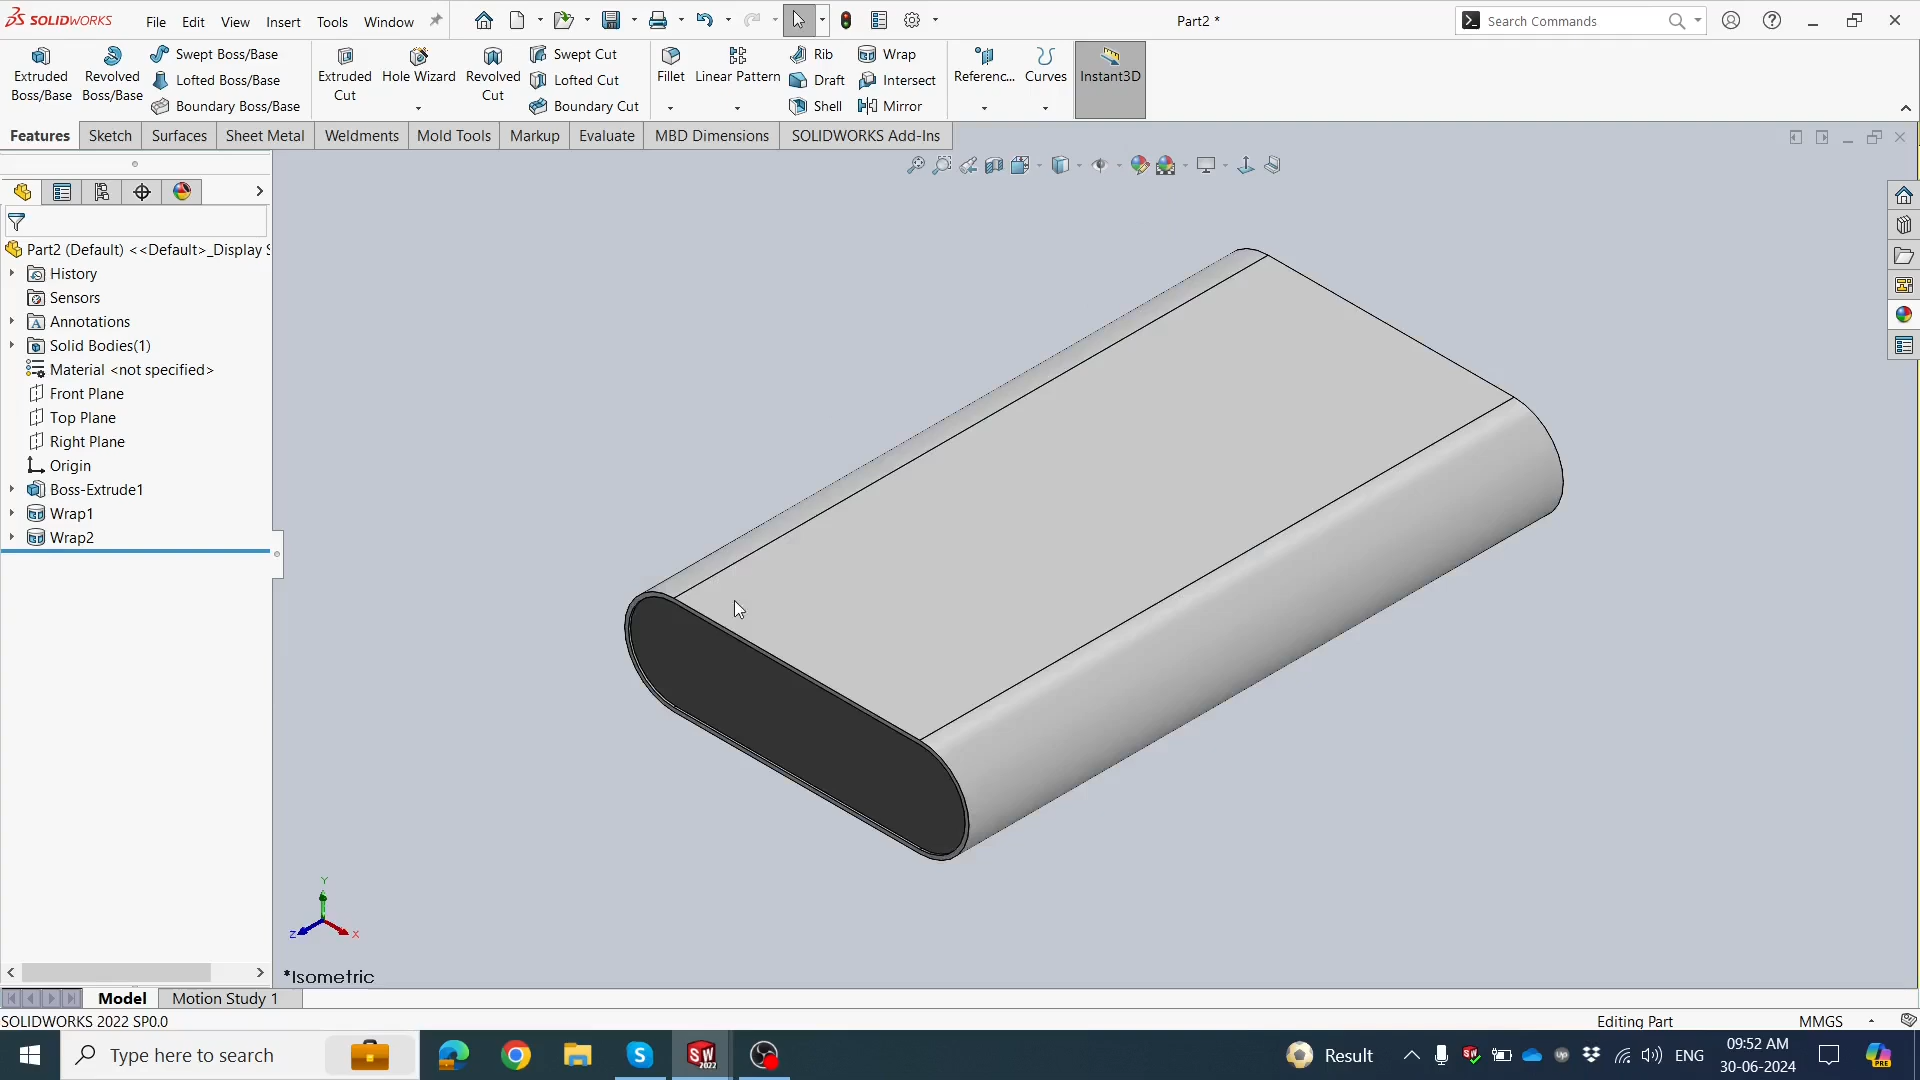 SOLIDWORKS File Edit View Insert Tools Window Part2 * Search Commands
Extruded Boss/Base
Revolved Boss/Base
Swept Boss/Base
Lofted Boss/Base
Boundary Boss/Base
Extruded Cut
Hole Wizard
Revolved Cut
Swept Cut
Lofted Cut
Boundary Cut
Fillet
Linear Pattern
Rib
Draft
Shell
Wrap
Intersect
Mirror
Referenc...
Curves
Instant3D
Features Sketch Surfaces Sheet Metal Weldments Mold Tools Markup Evaluate MBD Dimensions SOLIDWORKS Add-Ins
Part2 (Default) <<Default>_Display S
History
Sensors
Annotations
Solid Bodies(1)
Material <not specified>
Front Plane
Top Plane
Right Plane
Origin
Boss-Extrude1
Wrap1
Wrap2
Y
Z X
*Isometric
Model Motion Study 1
SOLIDWORKS 2022 SP0.0 Editing Part MMGS
Type here to search Result ENG 09:52 AM
30-06-2024